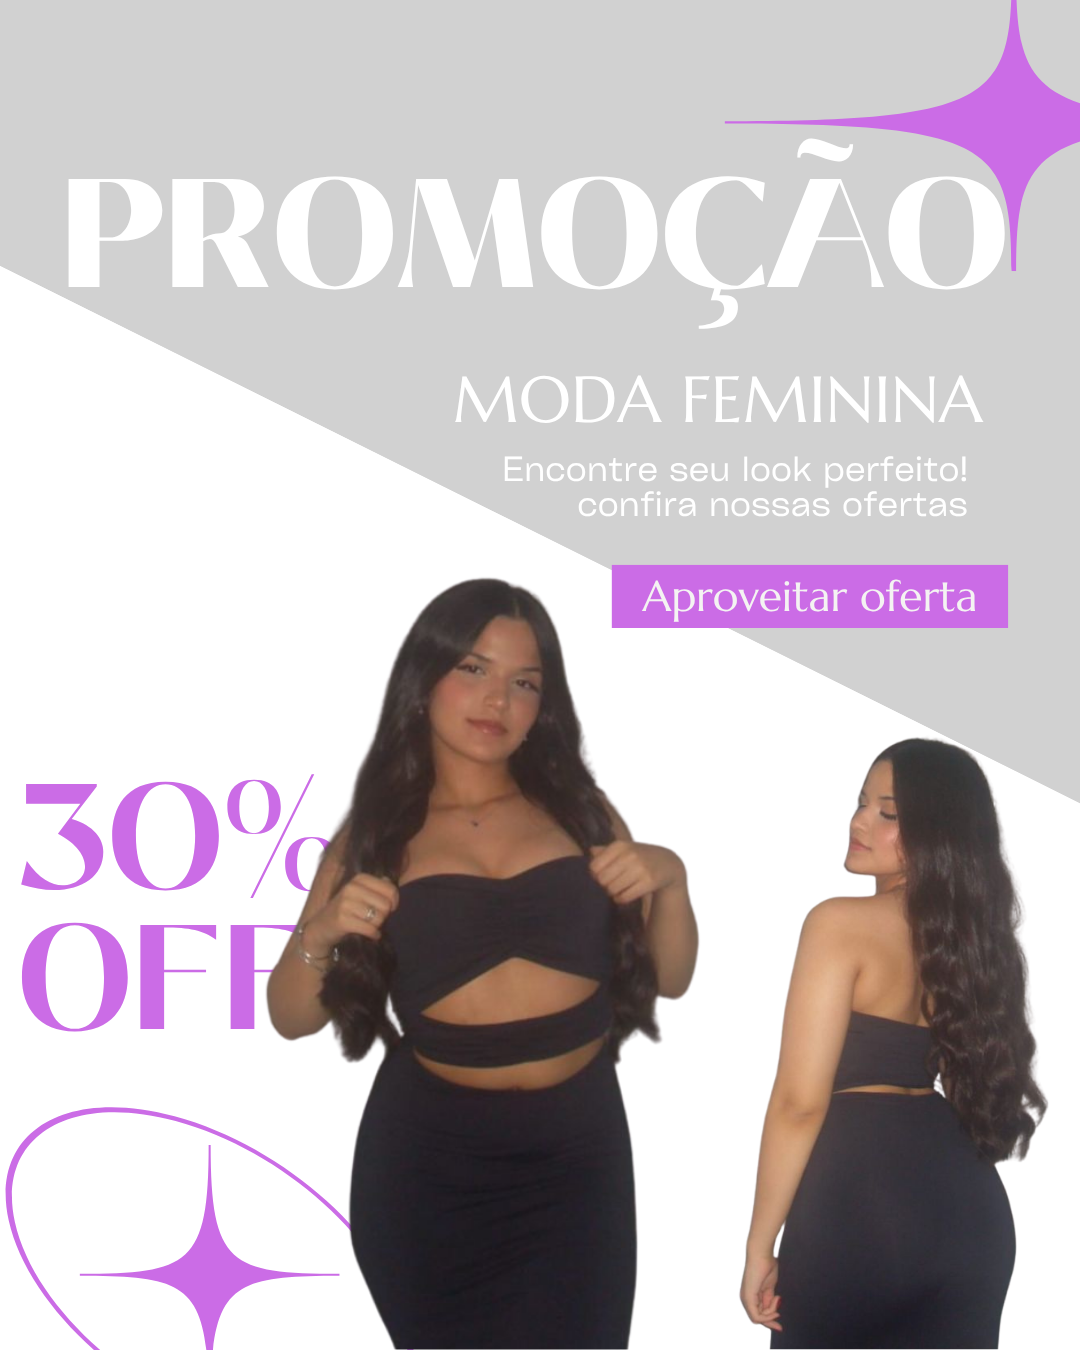 PROMOÇÃO
MODA FEMININA
Encontre seu look perfeito!
confira nossas ofertas
Aproveitar oferta
30%
OFF